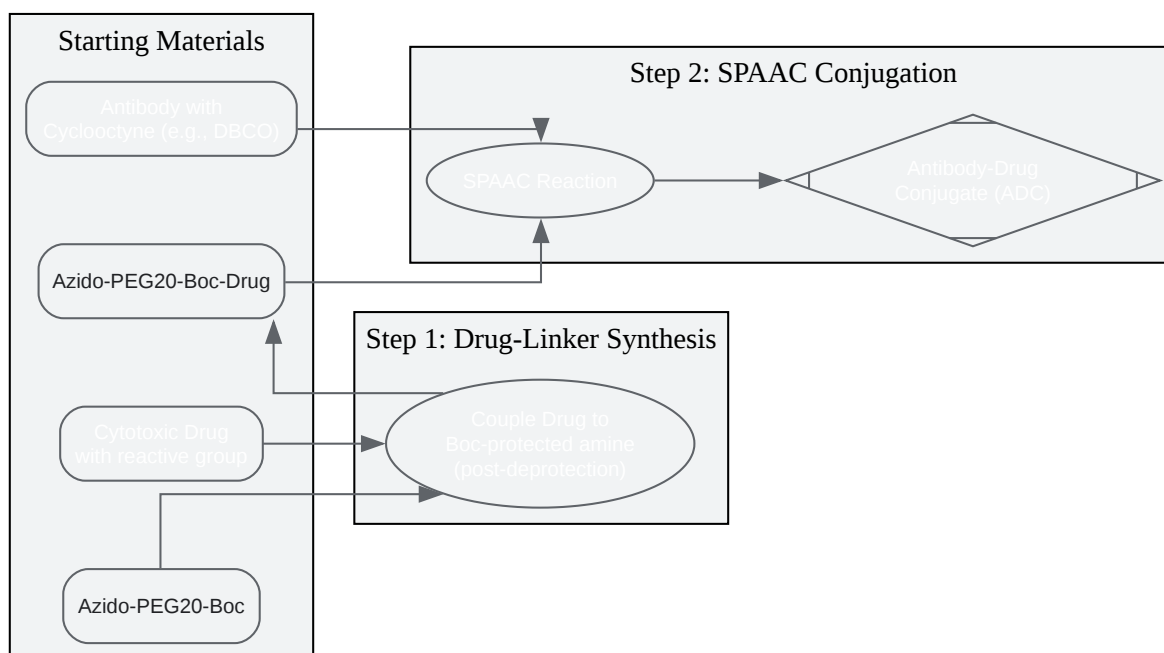 Starting Materials
Antibody with
Cyclooctyne (e.g., DBCO)
Azido-PEG20-Boc-Drug
Cytotoxic Drug
with reactive group
Azido-PEG20-Boc
Step 2: SPAAC Conjugation
SPAAC Reaction
Antibody-Drug
Conjugate (ADC)
Step 1: Drug-Linker Synthesis
Couple Drug to
Boc-protected amine
(post-deprotection)